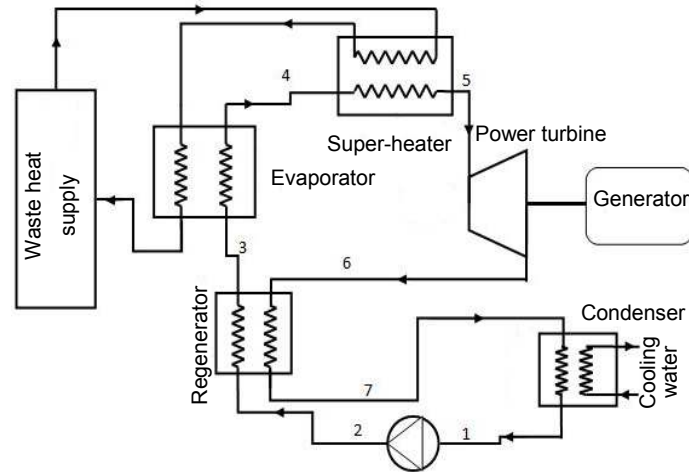 4
5
Super-heater
Power turbine
Waste heat
supply
Evaporator
Generator
3
6
Regenerator
Condenser
Cooling
water
7
2
1